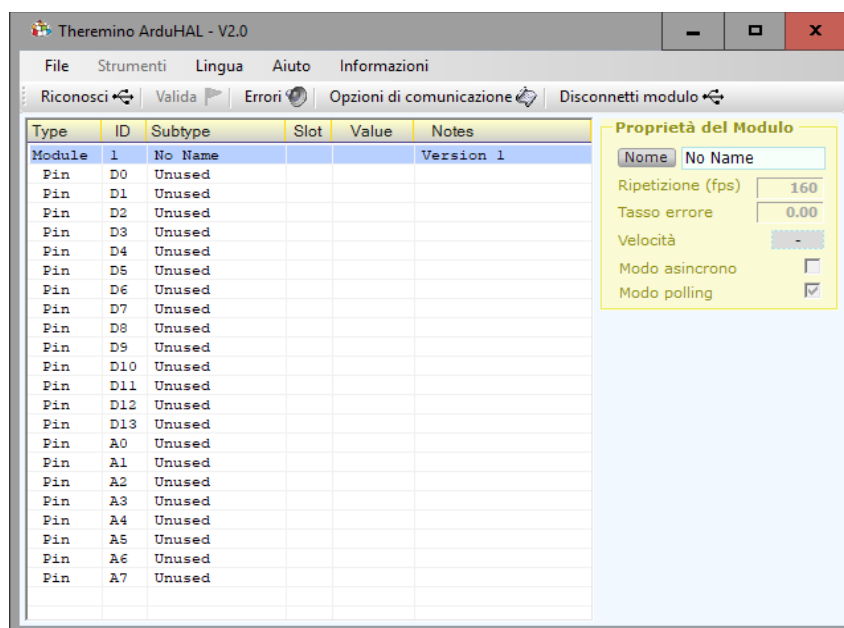 Theremino ArduHAL - V2.0
File Strumenti Lingua Aiuto Informazioni
Riconosci Valida Errori Opzioni di comunicazione Disconnetti modulo
Type ID Subtype Slot Value Notes
Module 1 No Name Version 1
Pin D0 Unused
Pin D1 Unused
Pin D2 Unused
Pin D3 Unused
Pin D4 Unused
Pin D5 Unused
Pin D6 Unused
Pin D7 Unused
Pin D8 Unused
Pin D9 Unused
Pin D10 Unused
Pin D11 Unused
Pin D12 Unused
Pin D13 Unused
Pin A0 Unused
Pin A1 Unused
Pin A2 Unused
Pin A3 Unused
Pin A4 Unused
Pin A5 Unused
Pin A6 Unused
Pin A7 Unused
Proprietà del Modulo
Nome No Name
Ripetizione (fps) 160
Tasso errore 0.00
Velocità -
Modo asincrono
Modo polling